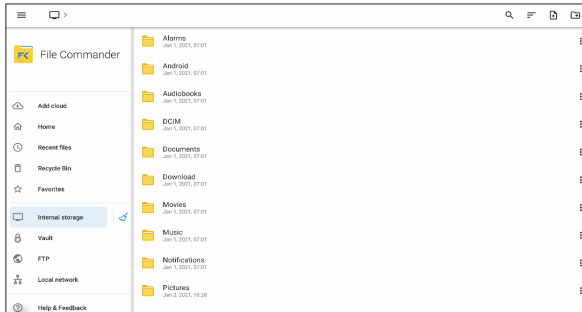 File Commander
Add cloud
Home
Recent files
Recycle Bin
Favorites
Internal storage
Vault
FTP
Local network
Help & Feedback
Alarms
Jan 1, 2021, 07:01
Android
Jan 1, 2021, 07:01
Audiobooks
Jan 1, 2021, 07:01
DCIM
Jan 1, 2021, 07:01
Documents
Jan 1, 2021, 07:01
Download
Jan 1, 2021, 07:01
Movies
Jan 1, 2021, 07:01
Music
Jan 1, 2021, 07:01
Notifications
Jan 1, 2021, 07:01
Pictures
Jan 2, 2021, 10:28